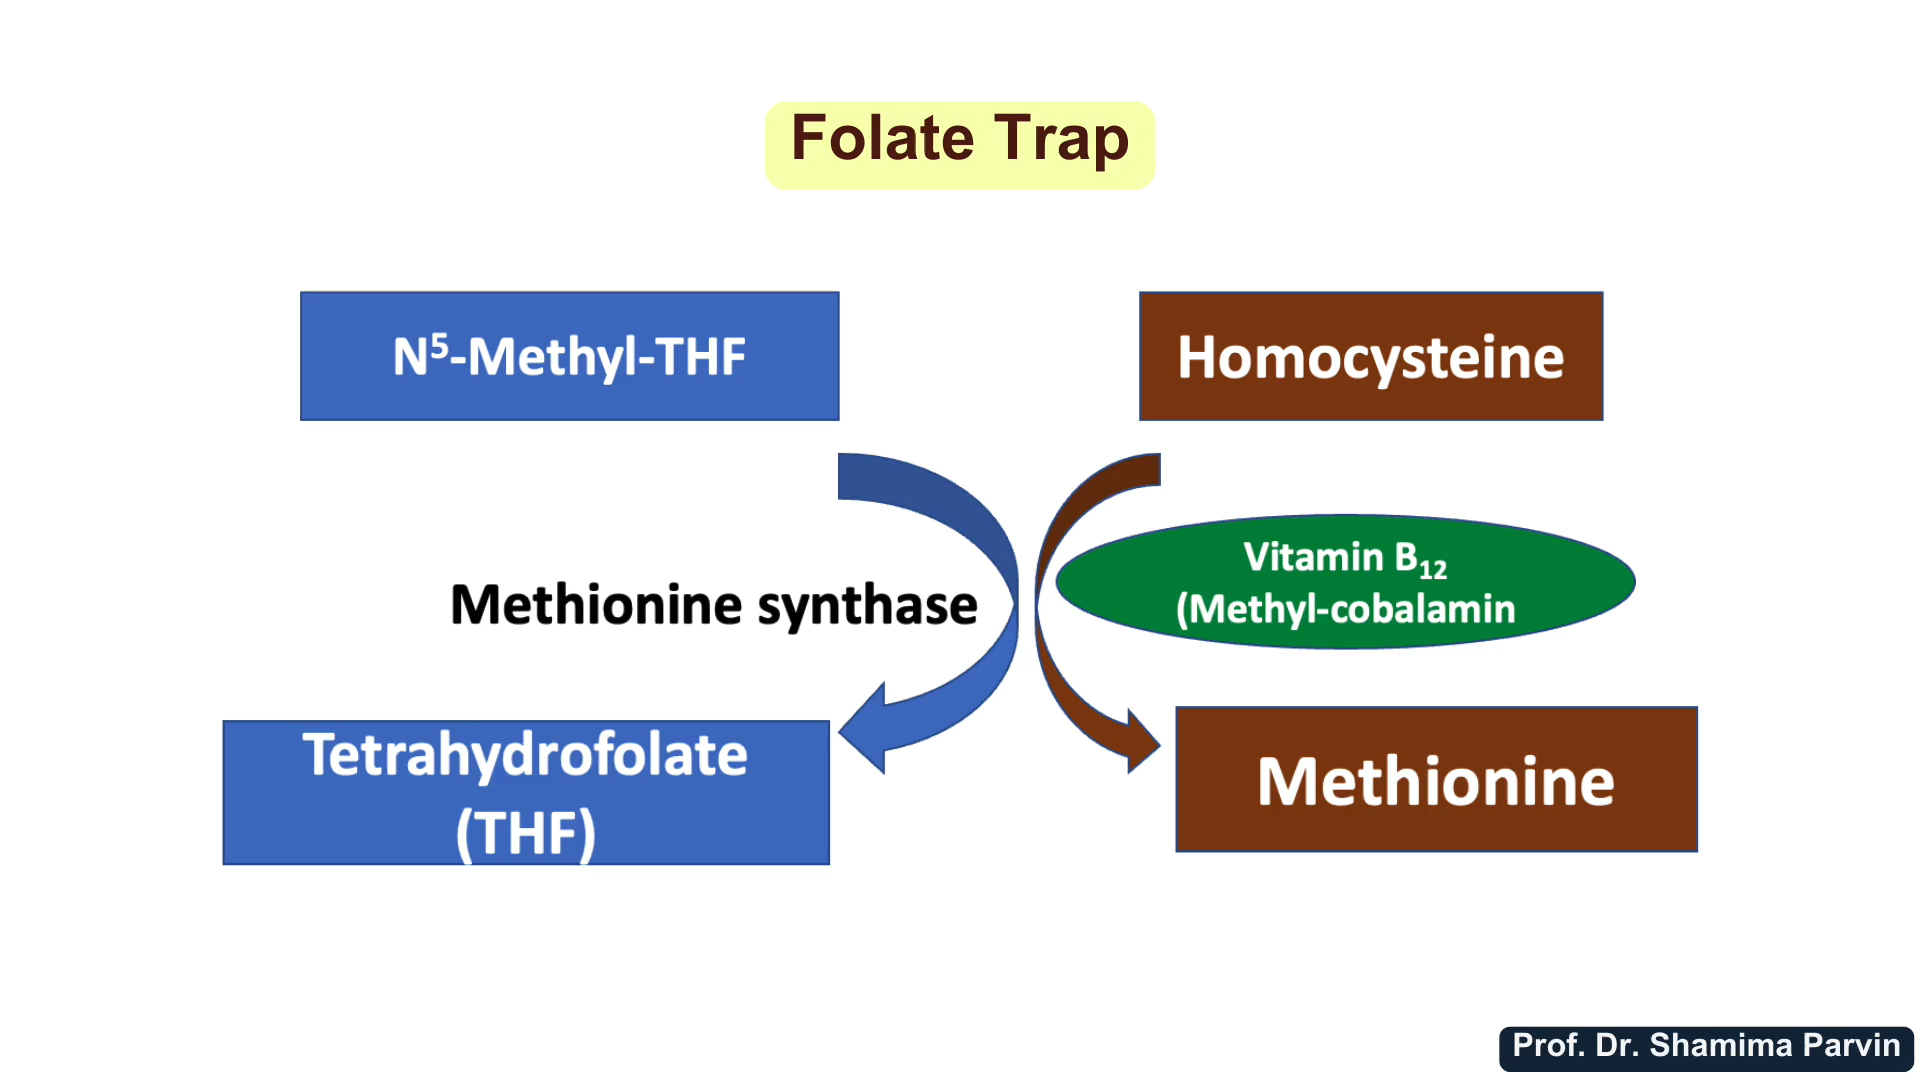 Folate Trap
N⁵-Methyl-THF
Homocysteine
Methionine synthase
Vitamin B₁₂
(Methyl-cobalamin
Tetrahydrofolate
(THF)
Methionine
Prof. Dr. Shamima Parvin